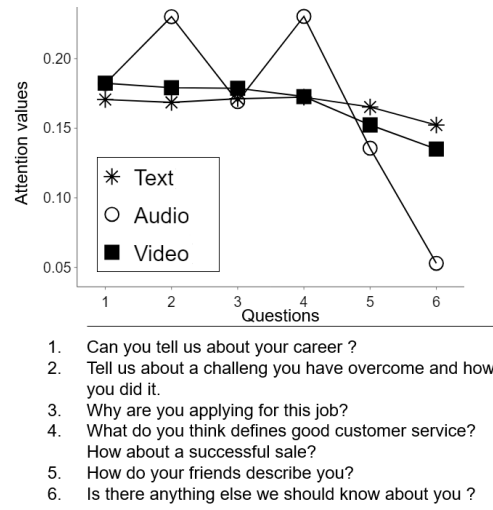 Attention values
0.20
0.15
0.10
0.05
Text
Audio
Video
1 2 3 4 5 6
Questions
1. Can you tell us about your career ?
2. Tell us about a challeng you have overcome and how
you did it.
3. Why are you applying for this job?
4. What do you think defines good customer service?
How about a successful sale?
5. How do your friends describe you?
6. Is there anything else we should know about you ?